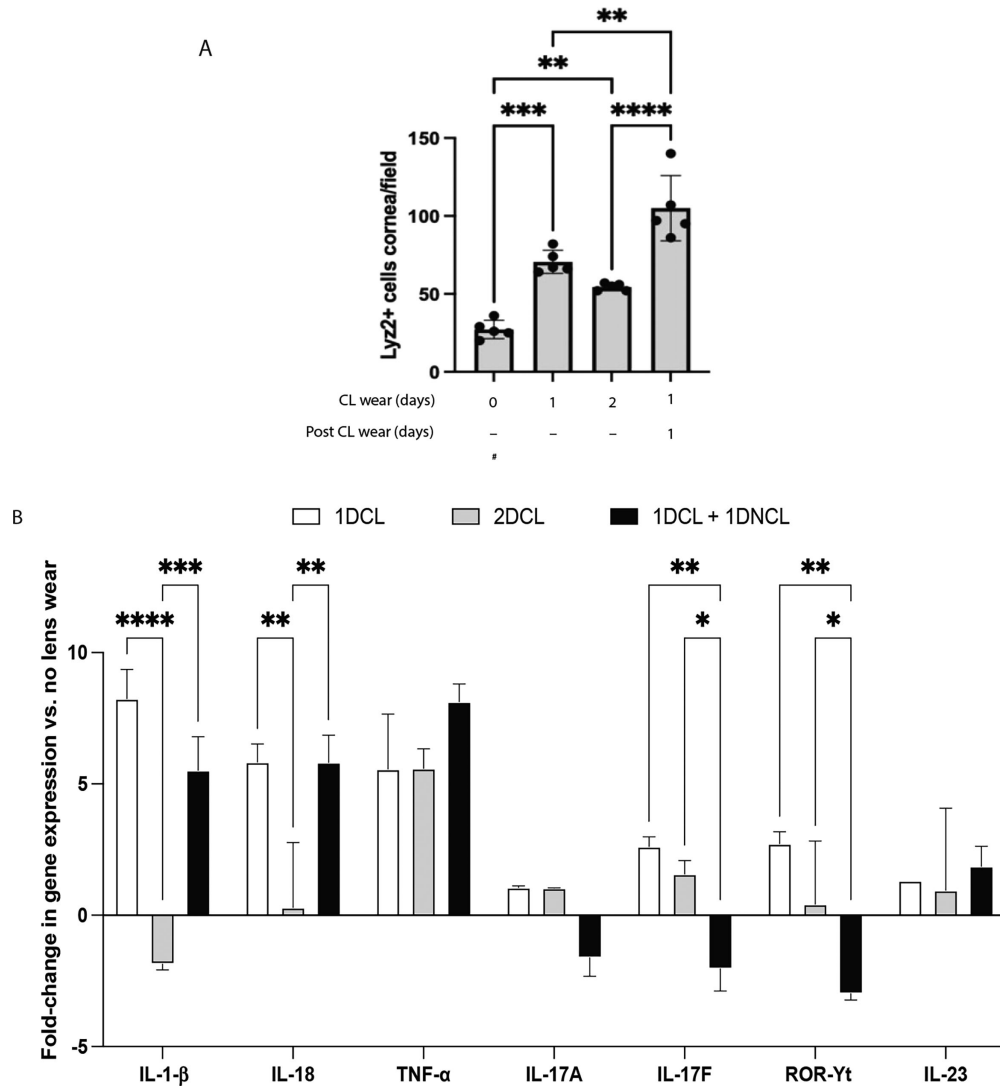 A
**
**
*** ****
Lyz2+ cells cornea/field
150
100
50
0
CL wear (days) 0 1 2 1
Post CL wear (days) – – – 1
#
B
1DCL 2DCL 1DCL + 1DNCL
Fold-change in gene expression vs. no lens wear
*** ** ** **
**** ** * *
10
5
0
-5
IL-1-β IL-18 TNF-α IL-17A IL-17F ROR-Yt IL-23